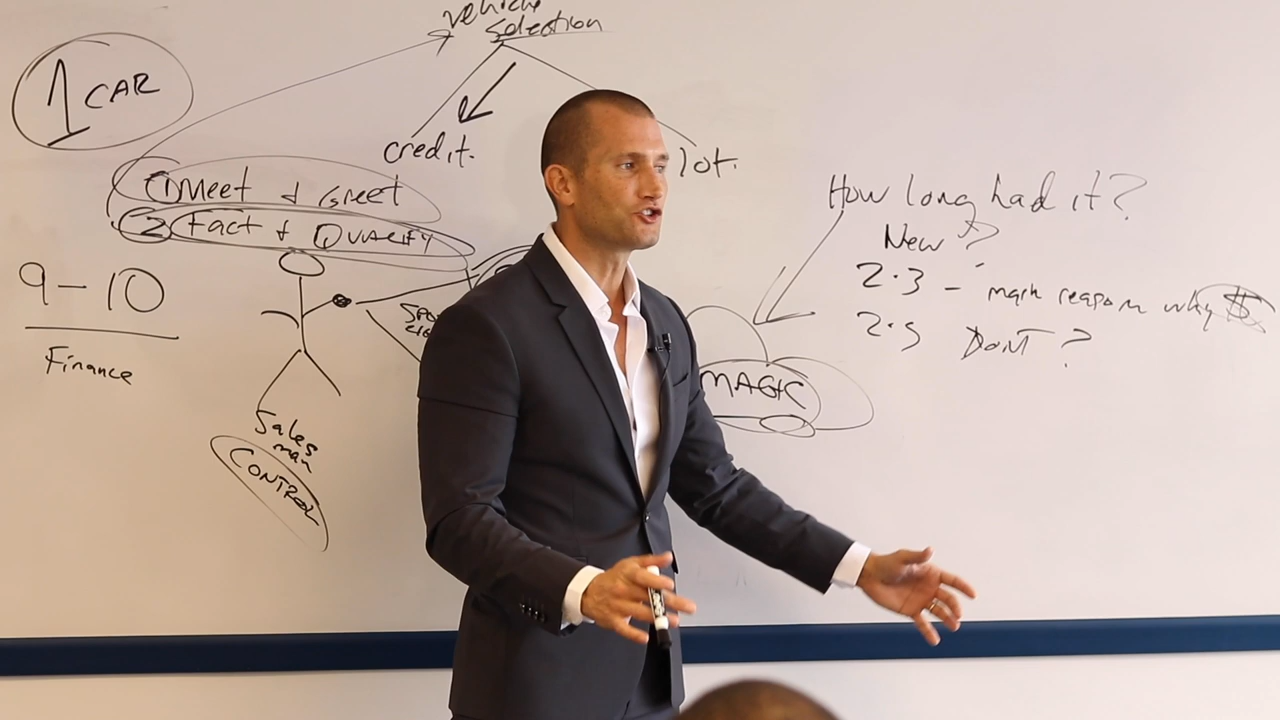 vehicle
selection
1 CAR
credit.
lot.
① Meet & Greet
② Fact & QUALIFY
9-10
Finance
Sales
man
CONTROL
MAGIC
How long had it?
New?
2.3 - main reason why $
2.5 DONT?